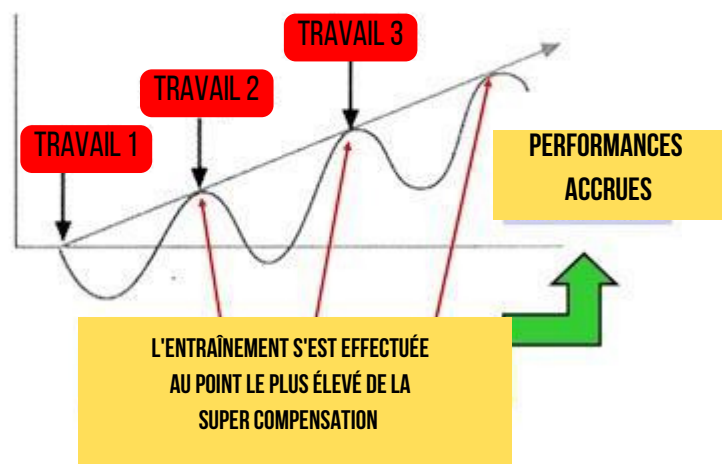 TRAVAIL 3
TRAVAIL 2
TRAVAIL 1
PERFORMANCES
ACCRUES
L'ENTRAÎNEMENT S'EST EFFECTUÉE
AU POINT LE PLUS ÉLEVÉ DE LA
SUPER COMPENSATION